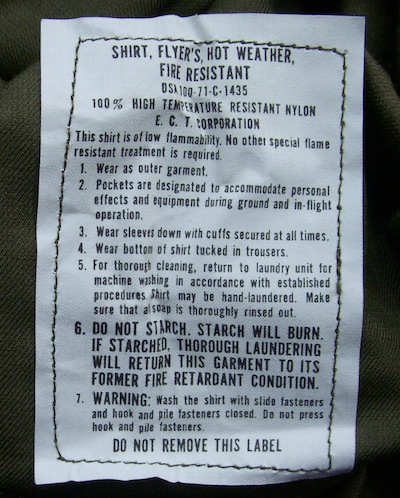 SHIRT, FLYER'S, HOT WEATHER,
FIRE RESISTANT
DSA100-71-C-1435
100% HIGH TEMPERATURE RESISTANT NYLON
E. C. T. CORPORATION
This shirt is of low flammability. No other special flame
resistant treatment is required.
1. Wear as outer garment.
2. Pockets are designated to accommodate personal
effects and equipment during ground and in-flight
operation.
3. Wear sleeves down with cuffs secured at all times.
4. Wear bottom of shirt tucked in trousers.
5. For thorough cleaning, return to laundry unit for
machine washing in accordance with established
procedures Shirt may be hand-laundered. Make
sure that al soap is thoroughly rinsed out.
6. DO NOT STARCH. STARCH WILL BURN.
IF STARCHED, THOROUGH LAUNDERING
WILL RETURN THIS GARMENT TO ITS
FORMER FIRE RETARDANT CONDITION.
7. WARNING: Wash the shirt with slide fasteners
and hook and pile fasteners closed. Do not press
hook and pile fasteners.
DO NOT REMOVE THIS LABEL